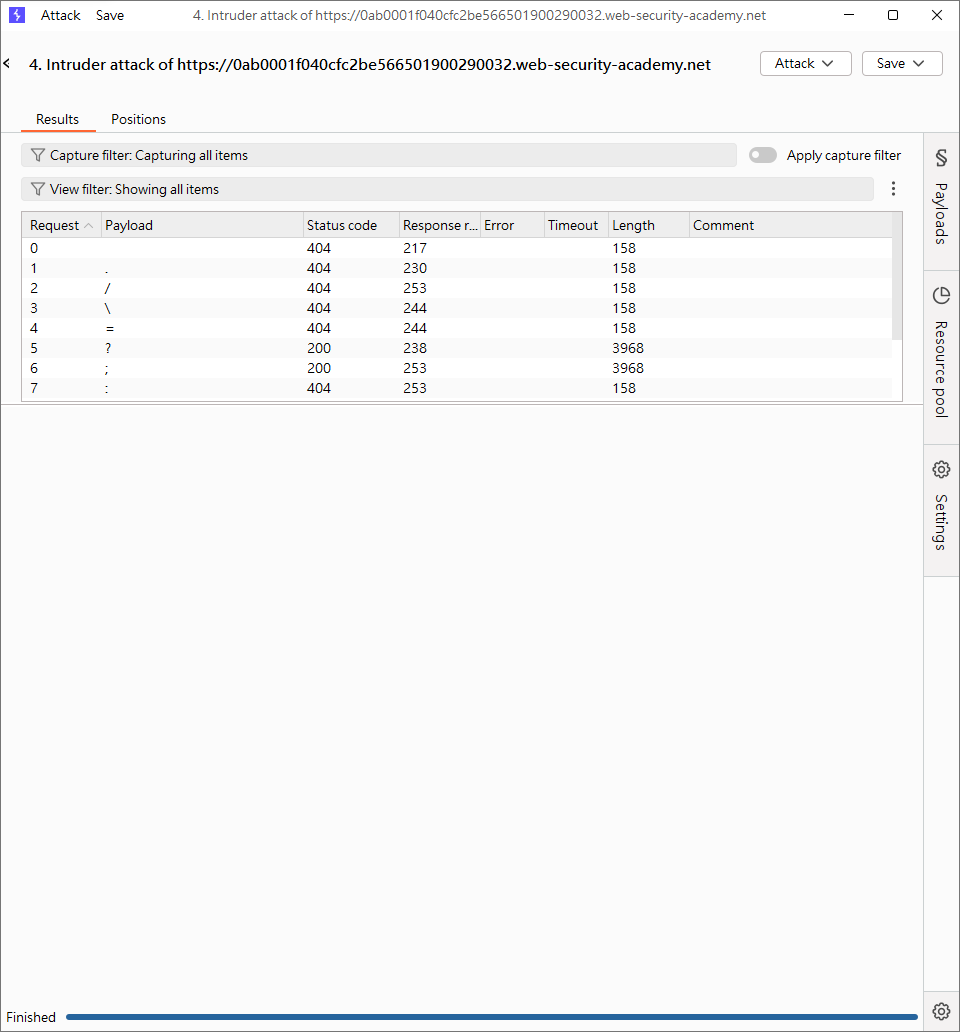 Attack Save 4. Intruder attack of https://0ab0001f040cfc2be566501900290032.web-security-academy.net
4. Intruder attack of https://0ab0001f040cfc2be566501900290032.web-security-academy.net Attack Save
Results Positions
Capture filter: Capturing all items Apply capture filter
View filter: Showing all items
Request Payload Status code Response r... Error Timeout Length Comment
0 404 217 158
1 . 404 230 158
2 / 404 253 158
3 \ 404 244 158
4 = 404 244 158
5 ? 200 238 3968
6 ; 200 253 3968
7 : 404 253 158
Payloads
Resource pool
Settings
Finished